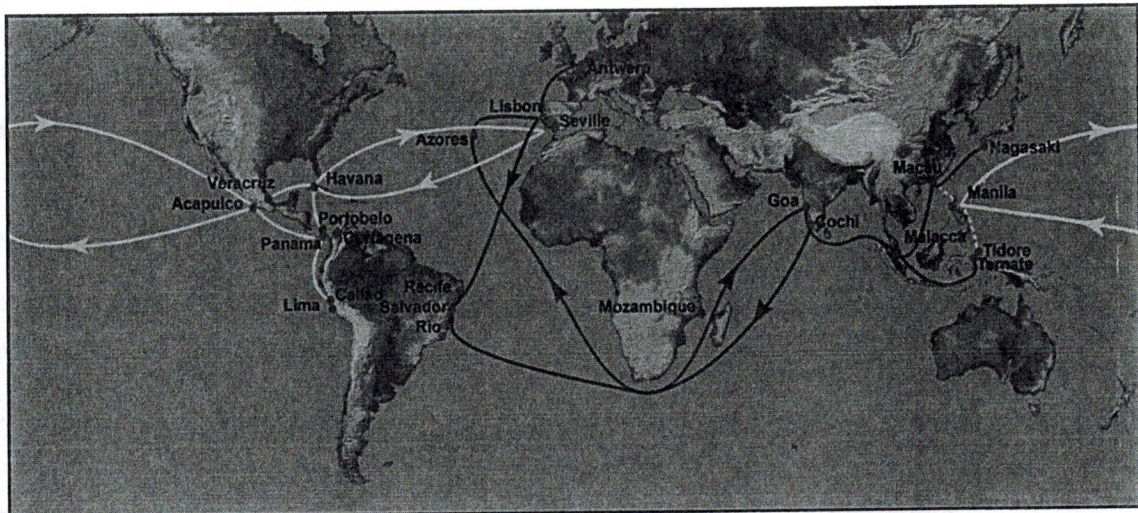 Antwerp
Lisbon
Seville
Azores
Nagasaki
Macau
Veracruz
Havana
Acapulco
Goa
Manila
Cochi
Portobelo
Panama
Cartagena
Malacca
Tidore
Ternate
Recife
Callao
Lima
Salvador
Mozambique
Rio